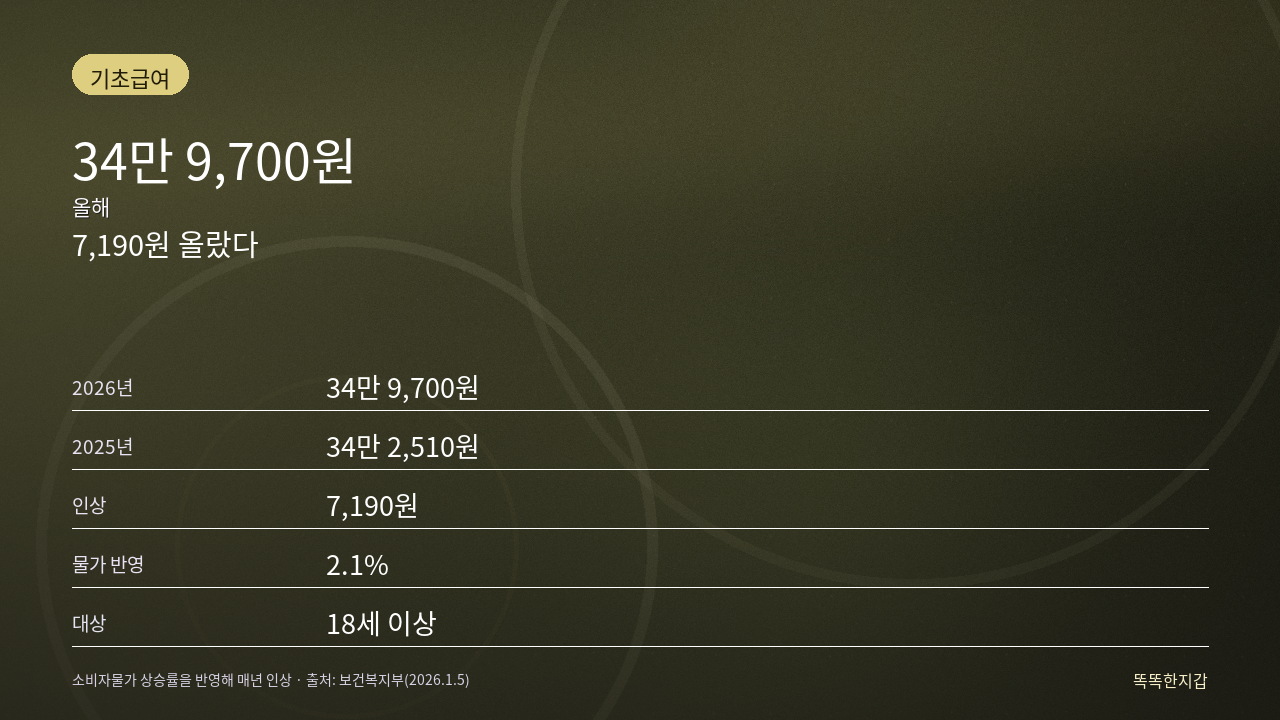 기초급여
34만 9,700원
올해
7,190원 올랐다
2026년 34만 9,700원
2025년 34만 2,510원
인상 7,190원
물가 반영 2.1%
대상 18세 이상
소비자물가 상승률을 반영해 매년 인상 · 출처: 보건복지부(2026.1.5)
똑똑한지갑